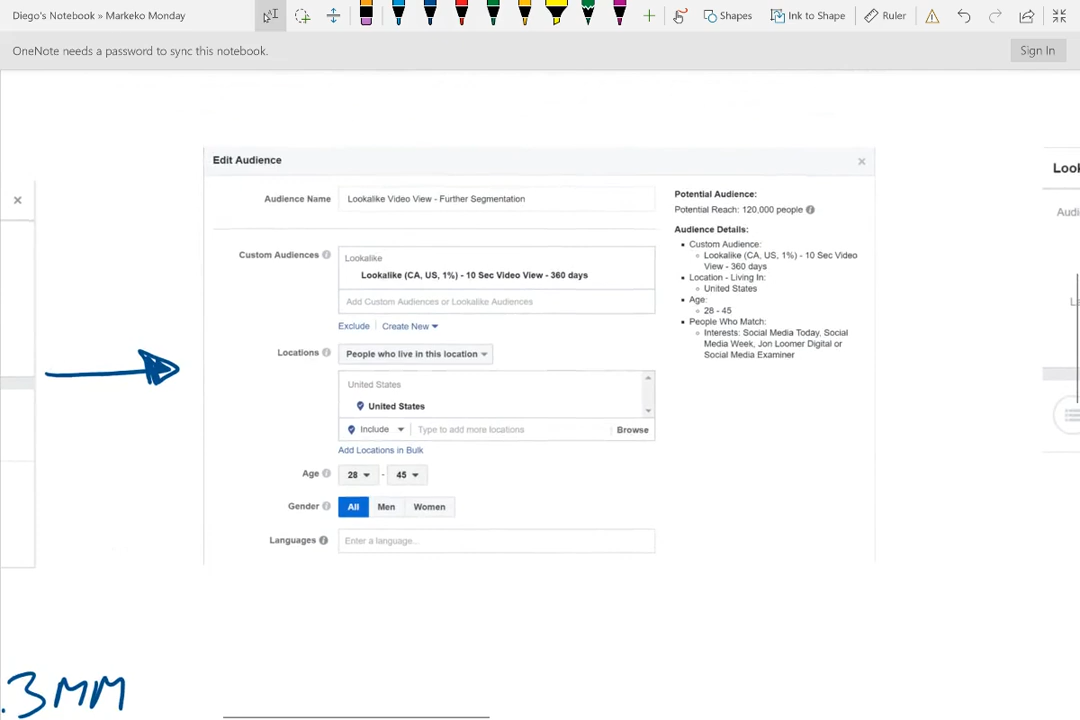 Diego's Notebook » Markeko Monday
Shapes
Ink to Shape
Ruler
OneNote needs a password to sync this notebook.
Sign In
Edit Audience
Audience Name
Lookalike Video View - Further Segmentation
Custom Audiences
Lookalike
Lookalike (CA, US, 1%) - 10 Sec Video View - 360 days
Add Custom Audiences or Lookalike Audiences
Exclude
Create New
Locations
People who live in this location
United States
United States
Include
Type to add more locations
Browse
Add Locations in Bulk
Age
28 - 45
Gender
All
Men
Women
Languages
Enter a language...
Potential Audience:
Potential Reach: 120,000 people
Audience Details:
Custom Audience:
Lookalike (CA, US, 1%) - 10 Sec Video
View - 360 days
Location - Living In:
United States
Age:
28 - 45
People Who Match:
Interests: Social Media Today, Social
Media Week, Jon Loomer Digital or
Social Media Examiner
Look
Audi
.3MM